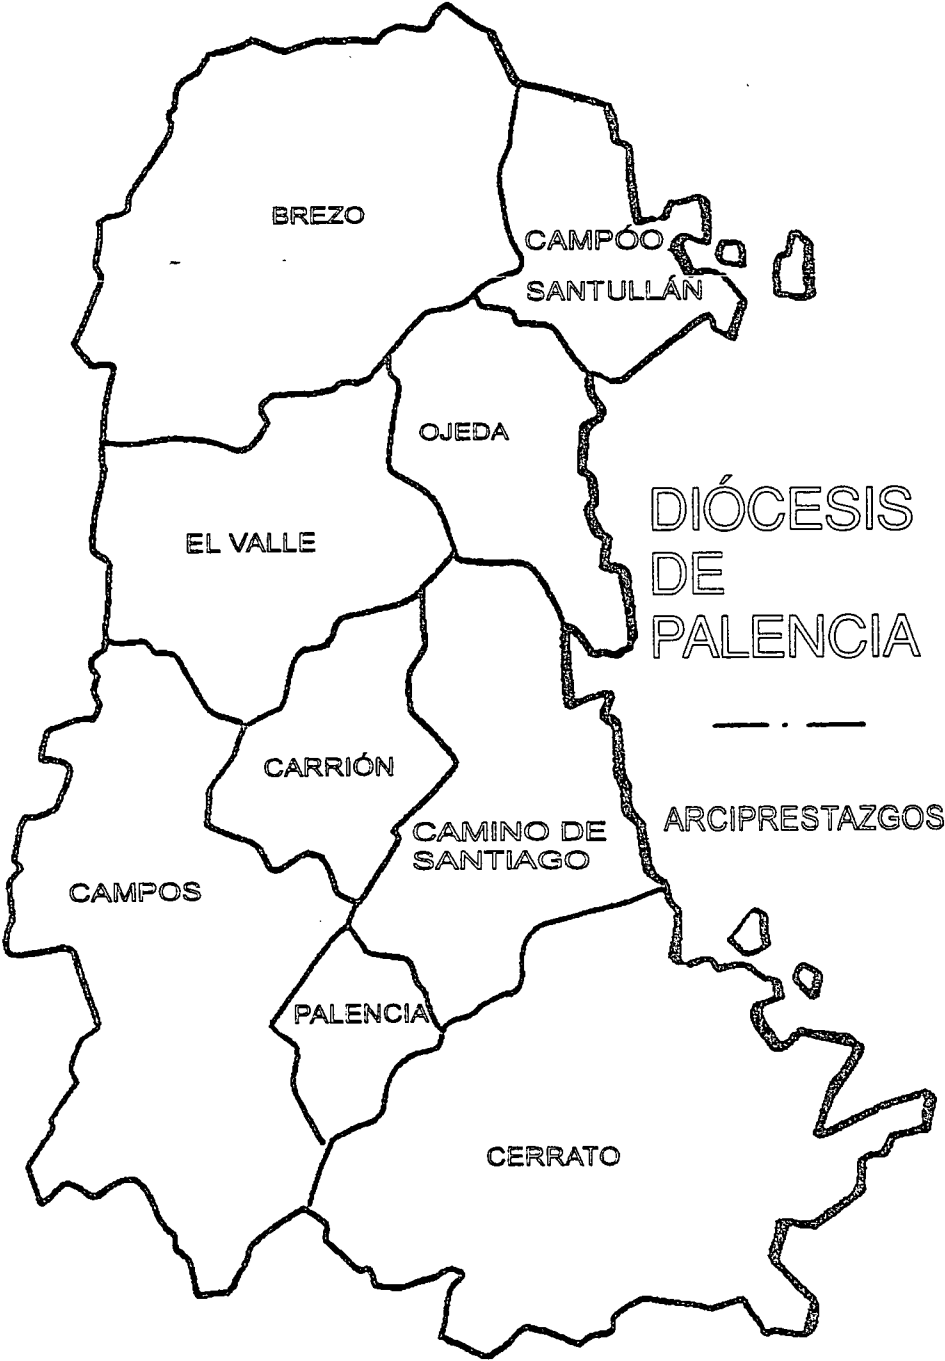 BREZO
CAMPÓO
SANTULLÁN
OJEDA
EL VALLE
DIÓCESIS
DE
PALENCIA
CARRIÓN
ARCIPRESTAZGOS
CAMINO DE
SANTIAGO
CAMPOS
PALENCIA
CERRATO